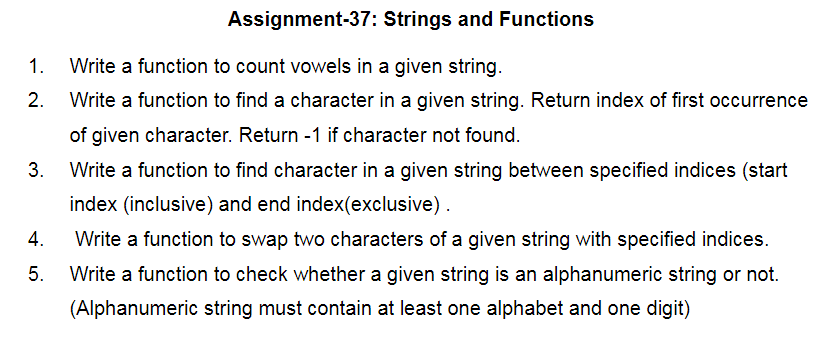 Assignment-37: Strings and Functions
1. Write a function to count vowels in a given string.
2. Write a function to find a character in a given string. Return index of first occurrence
of given character. Return -1 if character not found.
3. Write a function to find character in a given string between specified indices (start
index (inclusive) and end index(exclusive) .
4. Write a function to swap two characters of a given string with specified indices.
5. Write a function to check whether a given string is an alphanumeric string or not.
(Alphanumeric string must contain at least one alphabet and one digit)